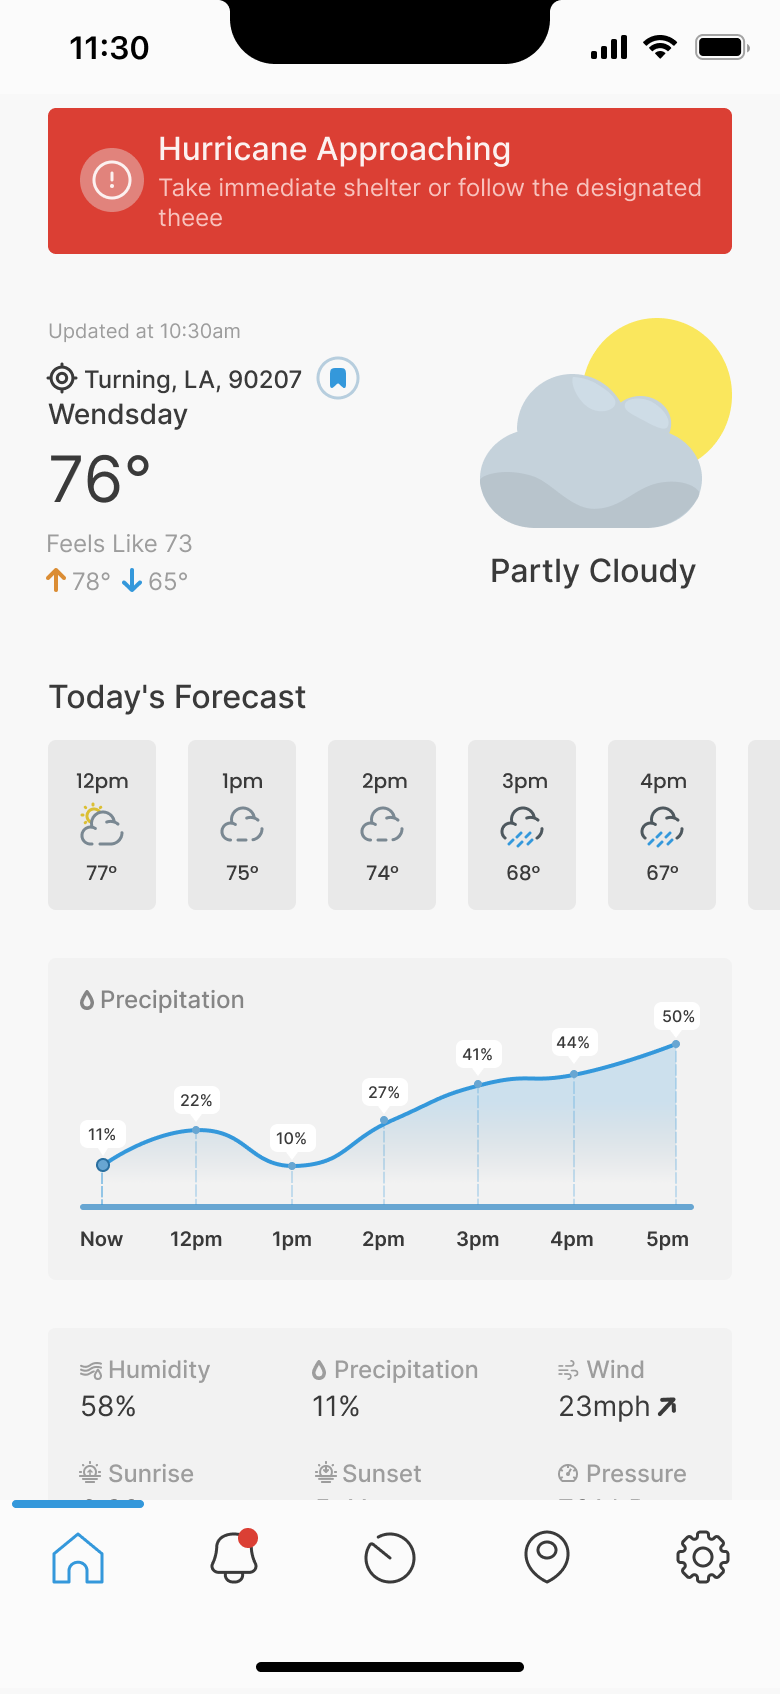 11:30
Hurricane Approaching
Take immediate shelter or follow the designated
theee
Updated at 10:30am
Turning, LA, 90207
Wendsday
76°
Feels Like 73
78° 65°
Partly Cloudy
Today's Forecast
12pm 1pm 2pm 3pm 4pm
77° 75° 74° 68° 67°
Precipitation
11% 22% 10% 27% 41% 44% 50%
Now 12pm 1pm 2pm 3pm 4pm 5pm
Humidity Precipitation Wind
58% 11% 23mph
Sunrise Sunset Pressure